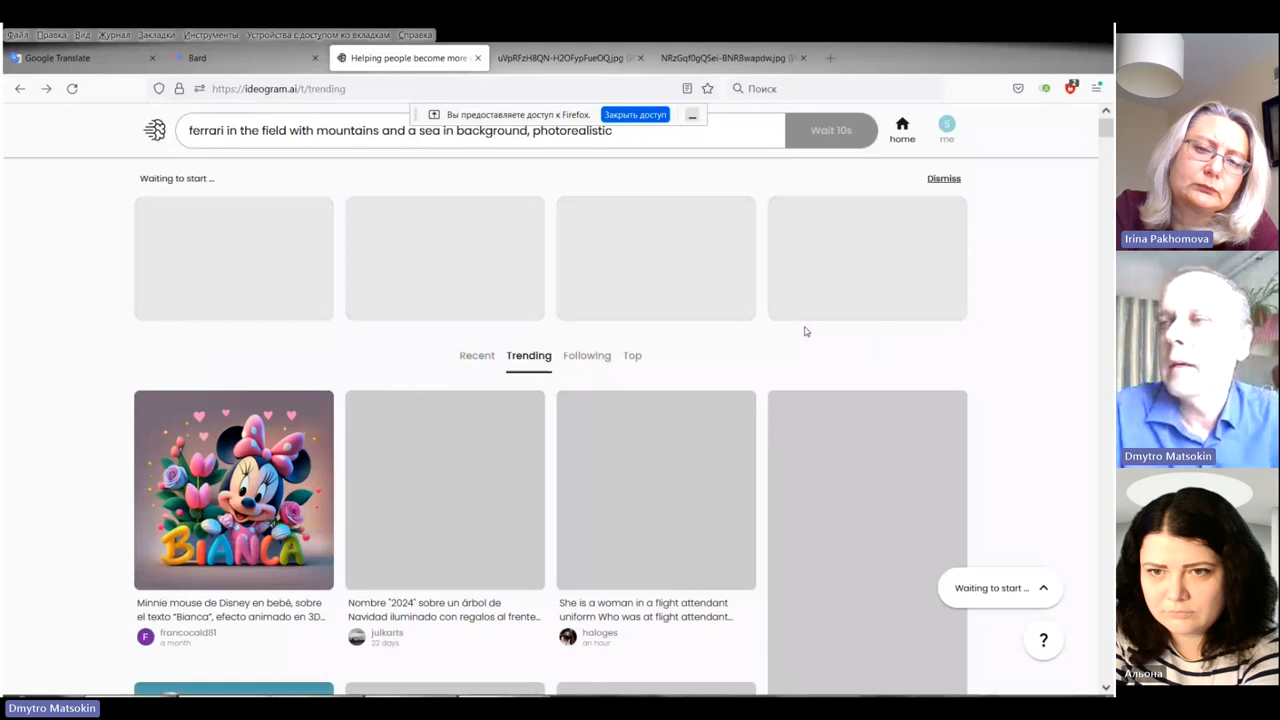 Файл Правка Вид Журнал Закладки Инструменты Устройства с доступом ко вкладкам Справка
Google Translate
Bard
Helping people become more
uVpRFzH8QN-H2OFypFueOQ.jpg
NRzGqf0gQSei-BNRBwapdw.jpg
https://ideogram.ai/t/trending
Поиск
2
Вы предоставляете доступ к Firefox.
Закрыть доступ
ferrari in the field with mountains and a sea in background, photorealistic
Wait 10s
home
S
me
Waiting to start ...
Dismiss
Recent Trending Following Top
BIANCA
Minnie mouse de Disney en bebé, sobre
el texto "Bianca", efecto animado en 3D...
F
francocald81
a month
Nombre "2024" sobre un árbol de
Navidad iluminado con regalos al frente...
julkarts
22 days
She is a woman in a flight attendant
uniform Who was at flight attendant...
haloges
an hour
Waiting to start ...
?
Irina Pakhomova
Dmytro Matsokin
Альона
Dmytro Matsokin